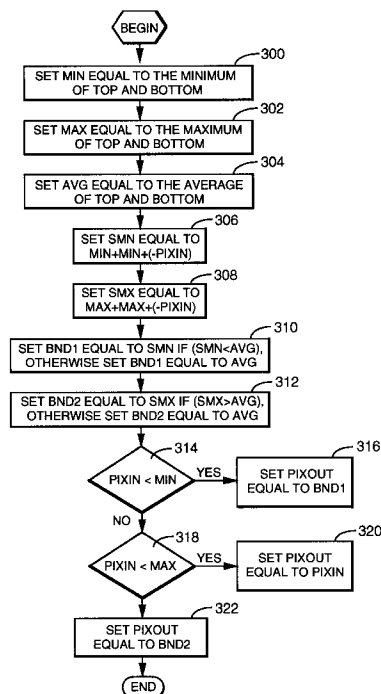 BEGIN
300
SET MIN EQUAL TO THE MINIMUM
OF TOP AND BOTTOM
302
SET MAX EQUAL TO THE MAXIMUM
OF TOP AND BOTTOM
304
SET AVG EQUAL TO THE AVERAGE
OF TOP AND BOTTOM
306
SET SMN EQUAL TO
MIN+MIN+(-PIXIN)
308
SET SMX EQUAL TO
MAX+MAX+(-PIXIN)
310
SET BND1 EQUAL TO SMN IF (SMN<AVG),
OTHERWISE SET BND1 EQUAL TO AVG
312
SET BND2 EQUAL TO SMX IF (SMX>AVG),
OTHERWISE SET BND2 EQUAL TO AVG
314
PIXIN < MIN
YES
316
SET PIXOUT
EQUAL TO BND1
NO
318
PIXIN < MAX
YES
320
SET PIXOUT
EQUAL TO PIXIN
322
SET PIXOUT
EQUAL TO BND2
END